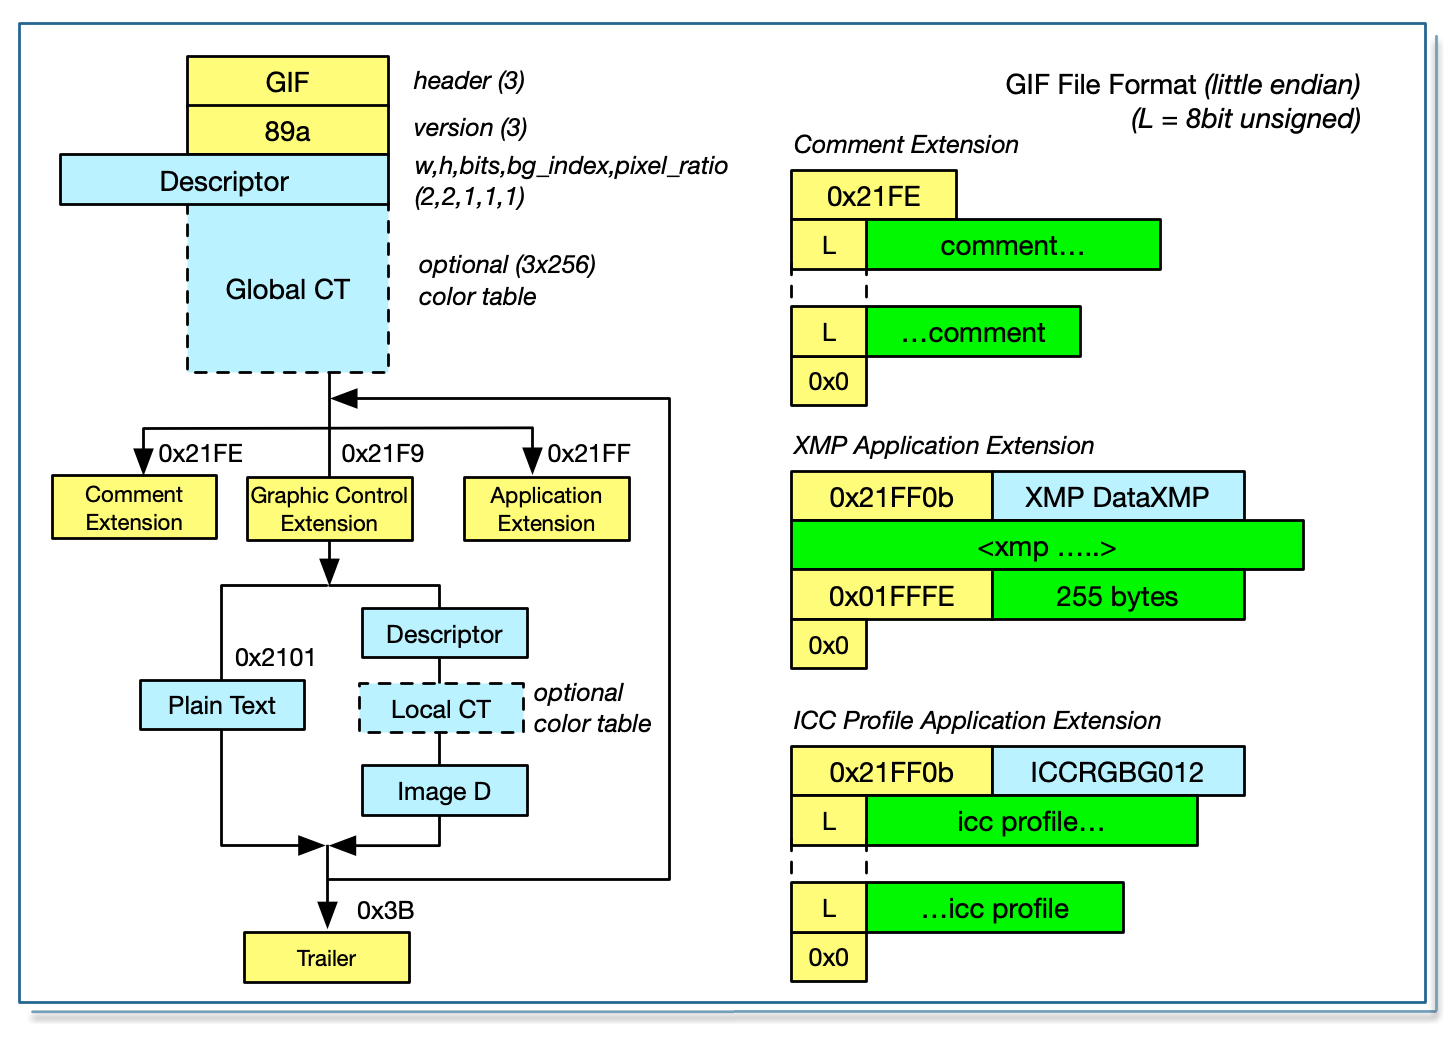 GIF
header (3)
89a
version (3)
Descriptor
w,h,bits,bg_index,pixel_ratio
(2,2,1,1,1)
Global CT
optional (3x256)
color table
0x21FE
0x21F9
0x21FF
Comment
Extension
Graphic Control
Extension
Application
Extension
Descriptor
0x2101
Plain Text
Local CT
optional
color table
Image D
0x3B
Trailer
GIF File Format (little endian)
(L = 8bit unsigned)
Comment Extension
0x21FE
L
comment…
L
…comment
0x0
XMP Application Extension
0x21FF0b
XMP DataXMP
<xmp …..>
0x01FFFE
255 bytes
0x0
ICC Profile Application Extension
0x21FF0b
ICCRGBG012
L
icc profile…
L
…icc profile
0x0